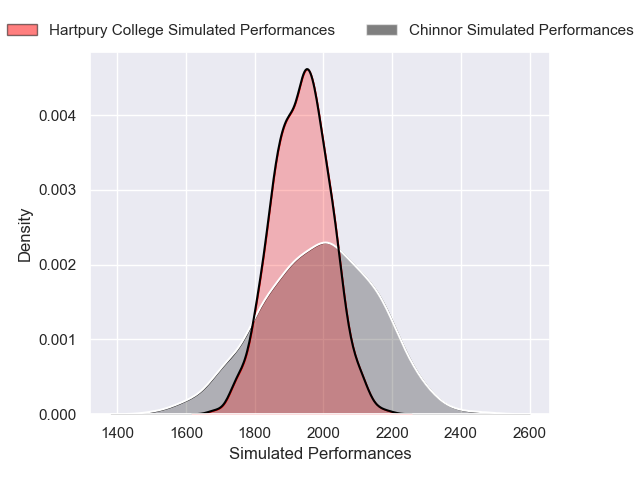 Hartpury College Simulated Performances Chinnor Simulated Performances
0.004
0.003
Density
0.002
0.001
0.000
1400 1600 1800 2000 2200 2400 2600
Simulated Performances